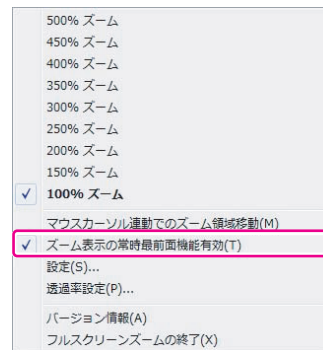 500% ズーム
450% ズーム
400% ズーム
350% ズーム
300% ズーム
250% ズーム
200% ズーム
150% ズーム
100% ズーム
マウスカーソル連動でのズーム領域移動(M)
ズーム表示の常時最前面機能有効(T)
設定(S)...
透過率設定(P)...
バージョン情報(A)
フルスクリーンズームの終了(X)